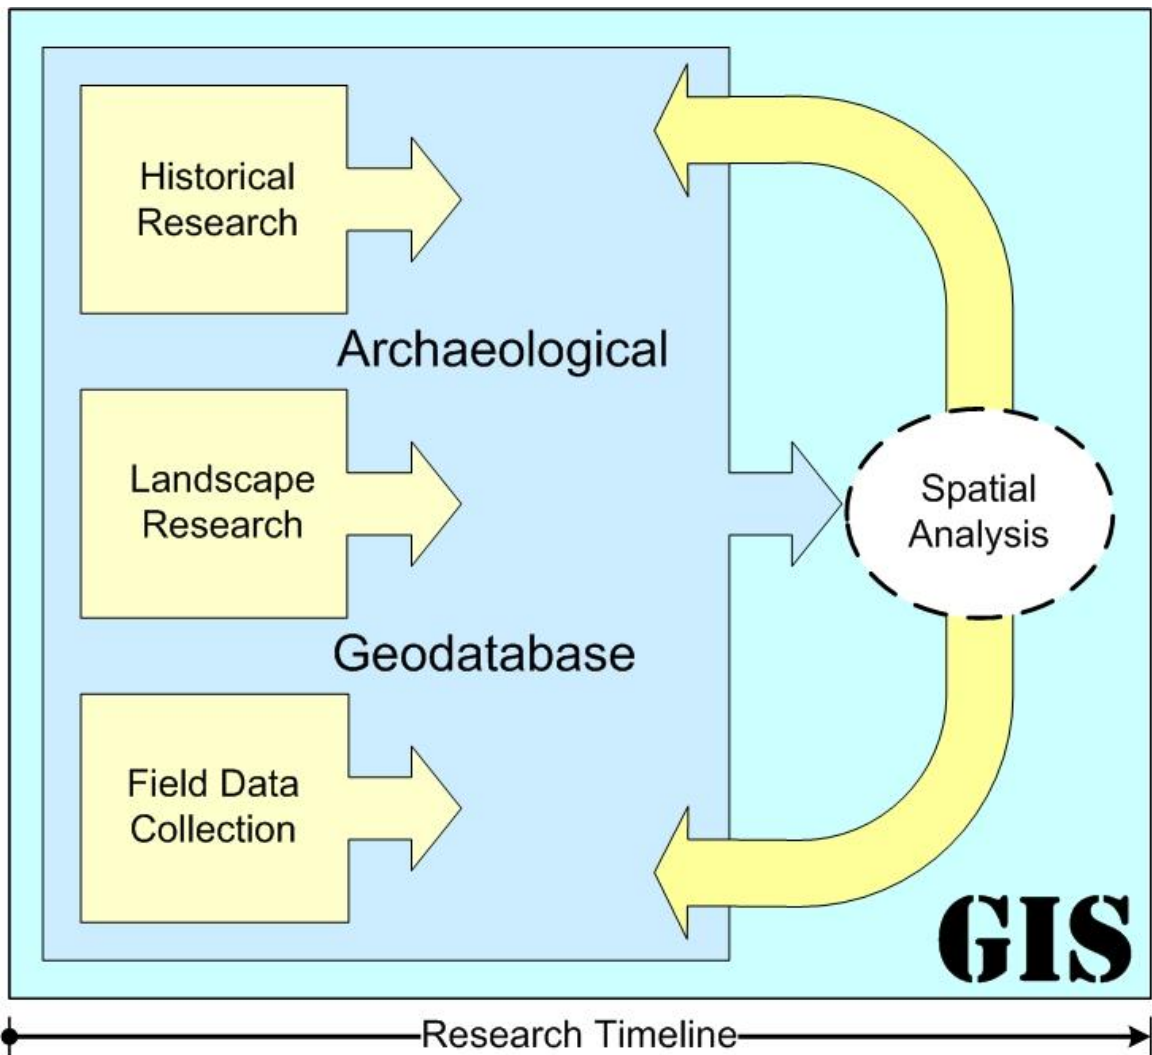 Historical
Research
Archaeological
Landscape
Research
Spatial
Analysis
Geodatabase
Field Data
Collection
GIS
Research Timeline